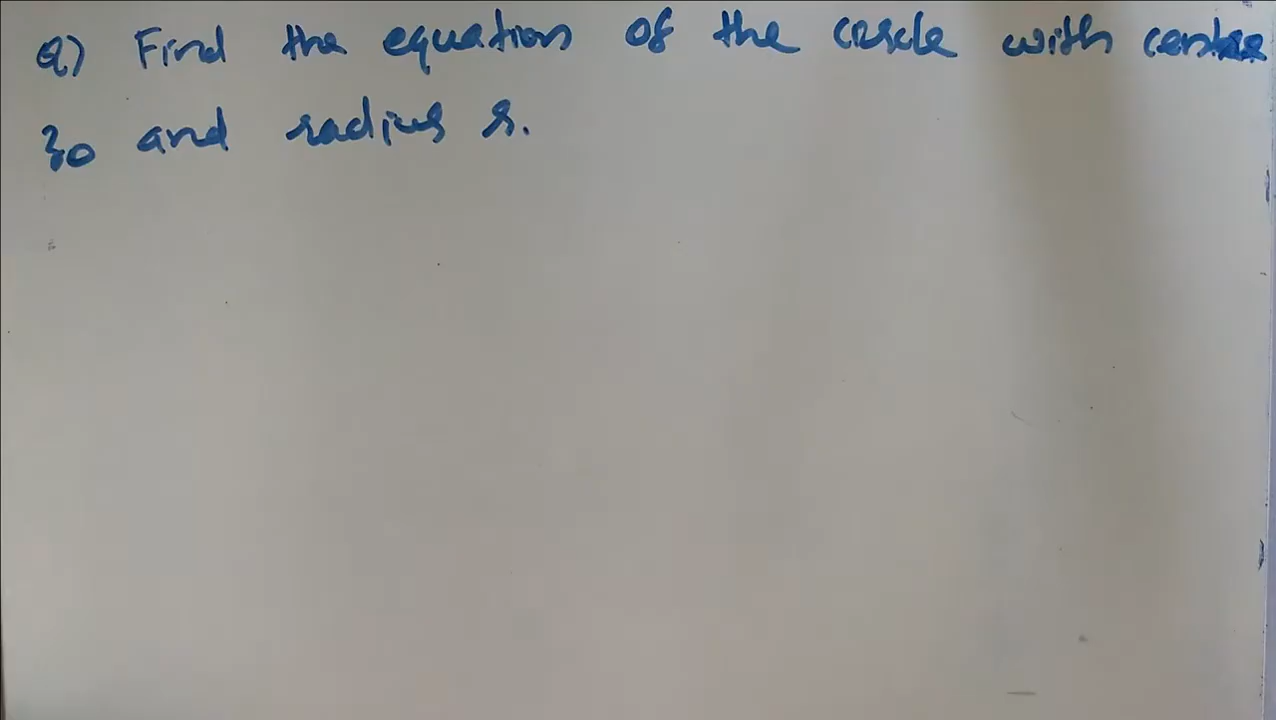 Q) Find the equation of the circle with centre
z₀ and radius r.